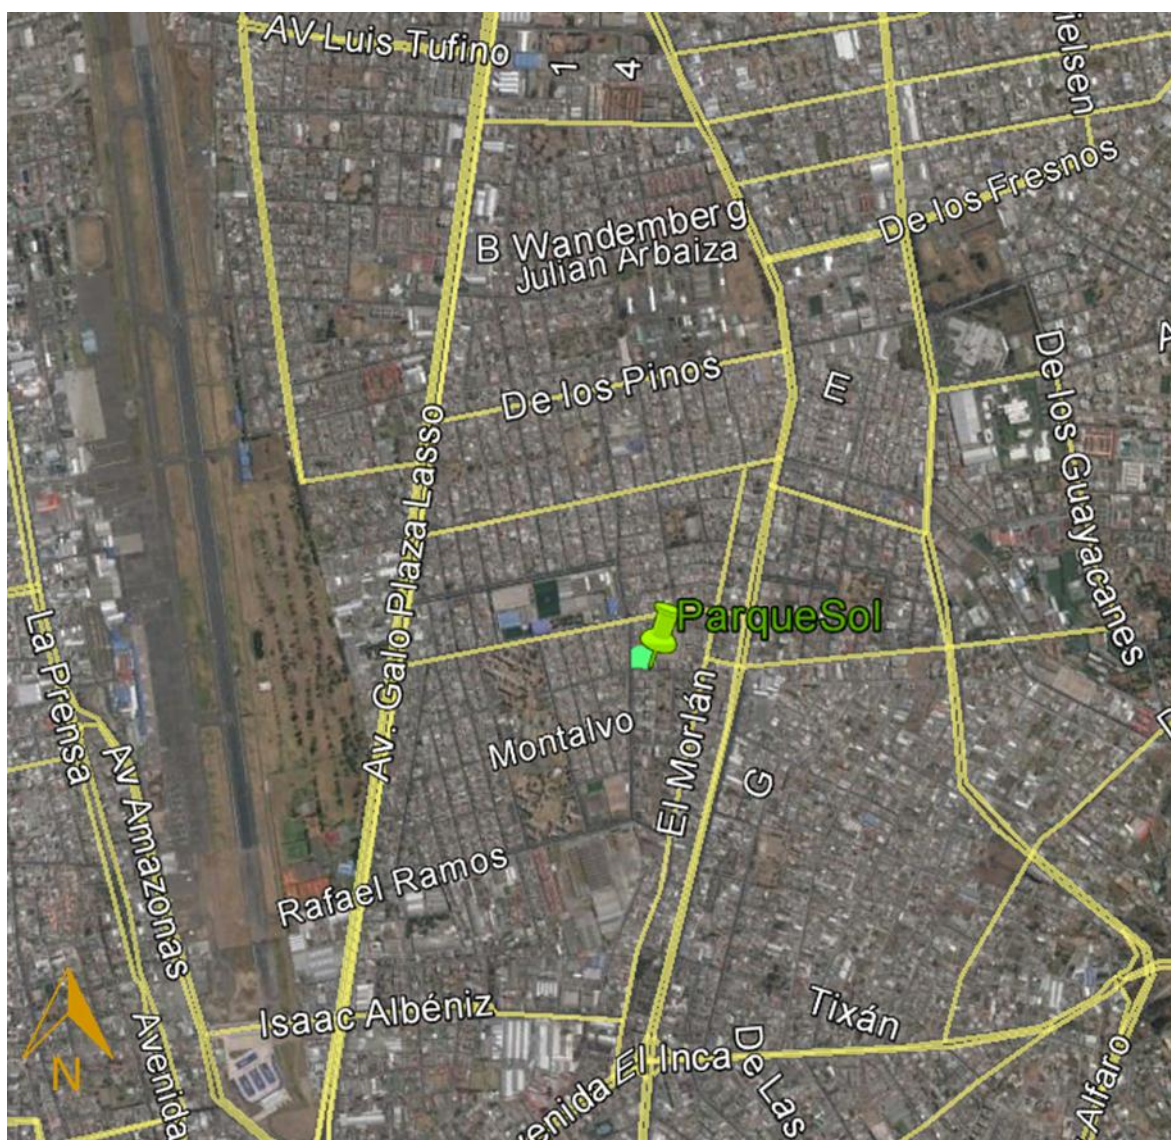 AV Luis Tufino
1
4
ielsen
De los Fresnos
B Wandemberg
Julian Arbaiza
De los Pinos
E
De los Guayacanes
Av. Galo Plaza Lasso
ParqueSol
La Prensa
Montalvo
El Morlán
G
Av Amazonas
Rafael Ramos
Isaac Albéniz
Tixán
N
Avenida
venida El Inca
De Las
Alfaro